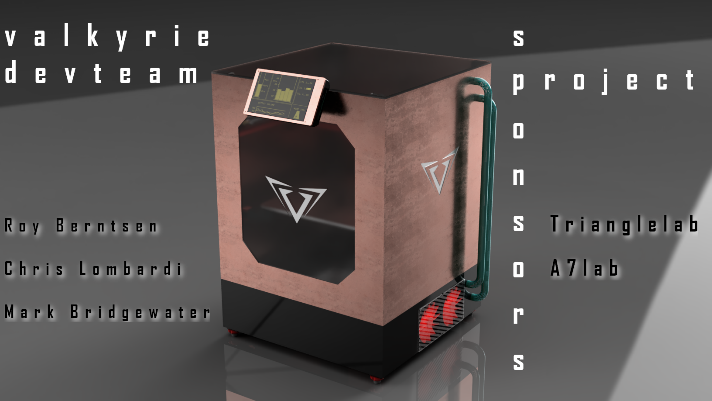 valkyrie
devteam
Roy Berntsen
Chris Lombardi
Mark Bridgewater
sponsors
project
Trianglelab
A7lab